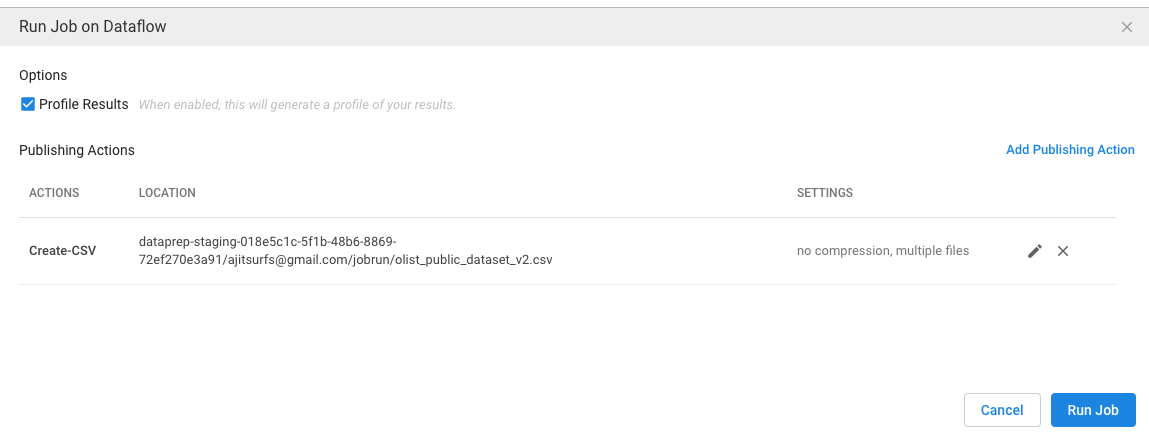 Run Job on Dataflow
Options
Profile Results When enabled, this will generate a profile of your results.
Publishing Actions Add Publishing Action
ACTIONS LOCATION SETTINGS
dataprep-staging-018e5c1c-5f1b-48b6-8869-
Create-CSV no compression, multiple files
72ef270e3a91/ajitsurfs@gmail.com/jobrun/olist_public_dataset_v2.csv
Cancel Run Job